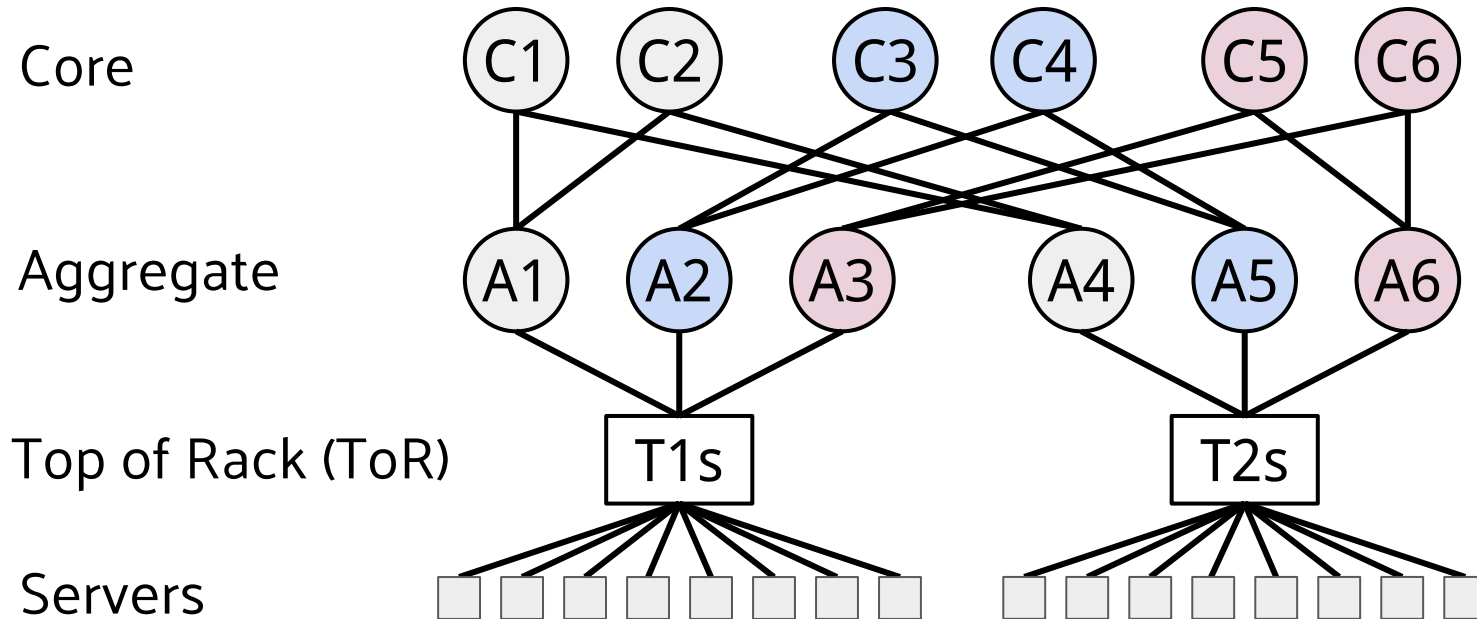 Core C1 C2 C3 C4 C5 C6
Aggregate A1 A2 A3 A4 A5 A6
Top of Rack (ToR) T1s T2s
Servers